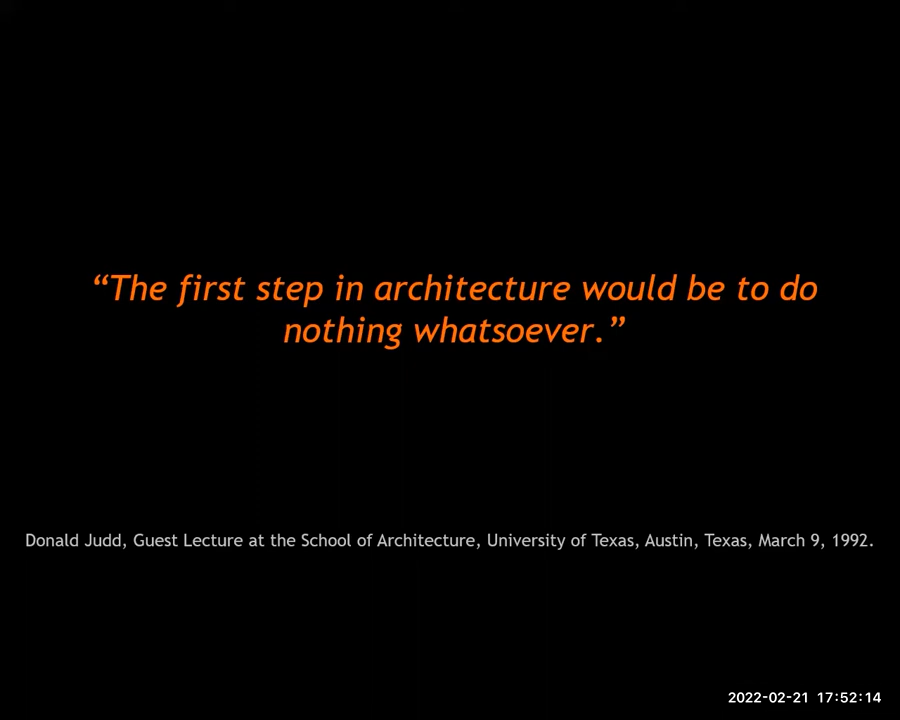 “The first step in architecture would be to do
nothing whatsoever.”
Donald Judd, Guest Lecture at the School of Architecture, University of Texas, Austin, Texas, March 9, 1992.
2022-02-21 17:52:14